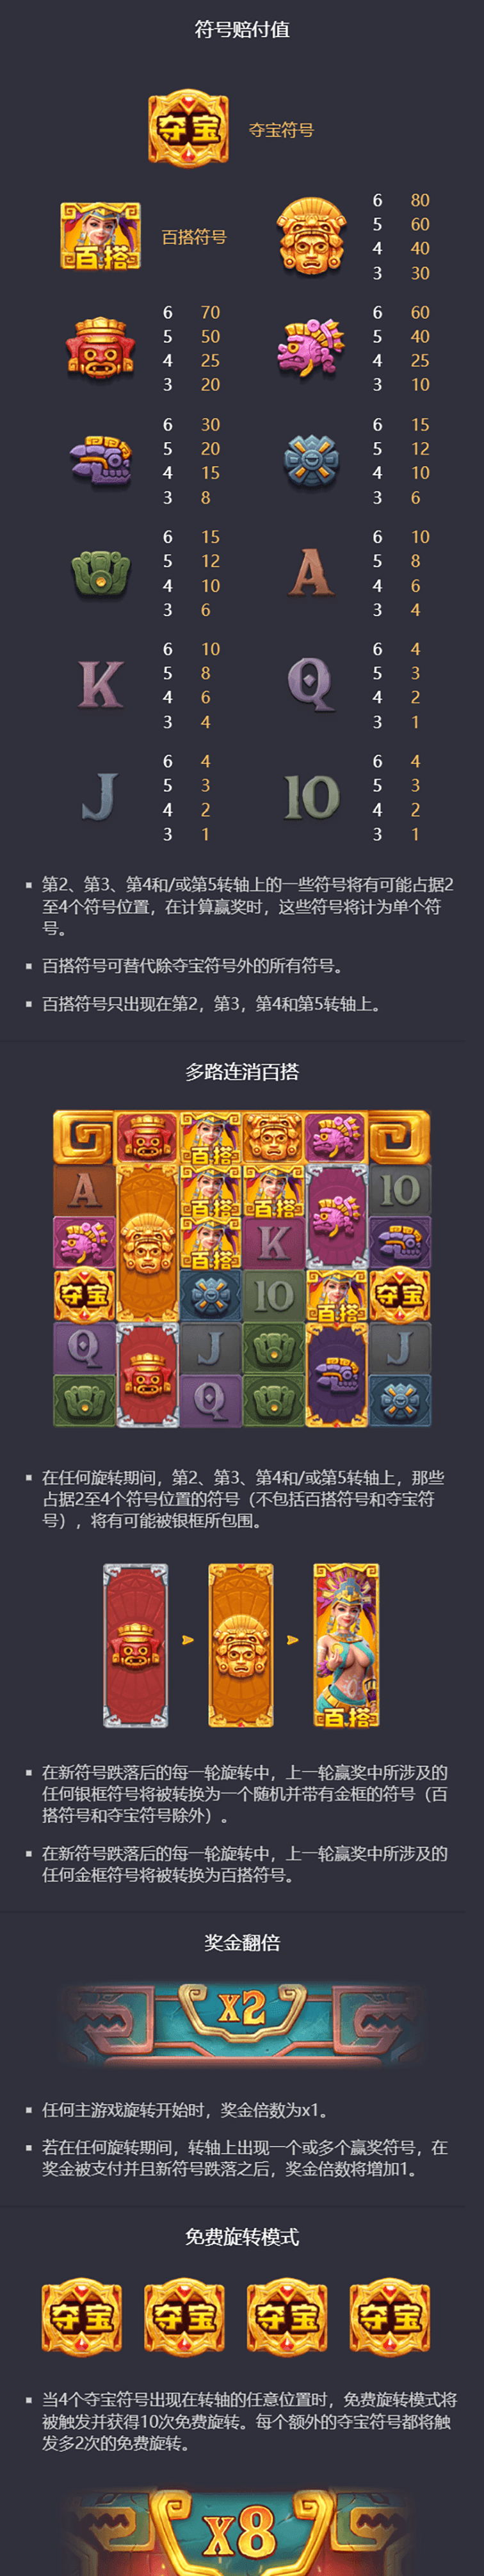 符号赔付值
夺宝 夺宝符号
百搭 百搭符号
6 80
5 60
4 40
3 30
6 70
5 50
4 25
3 20
6 60
5 40
4 25
3 10
6 30
5 20
4 15
3 8
6 15
5 12
4 10
3 6
6 15
5 12
4 10
3 6
A
6 10
5 8
4 6
3 4
K
6 10
5 8
4 6
3 4
Q
6 4
5 3
4 2
3 1
J
6 4
5 3
4 2
3 1
10
6 4
5 3
4 2
3 1
▪ 第2、第3、第4和/或第5转轴上的一些符号将有可能占据2
至4个符号位置，在计算赢奖时，这些符号将计为单个符
号。
▪ 百搭符号可替代除夺宝符号外的所有符号。
▪ 百搭符号只出现在第2，第3，第4和第5转轴上。
多路连消百搭
百搭
A 百搭 百搭 10
百搭 K
夺宝 10 百搭 夺宝
Q J J
Q
▪ 在任何旋转期间，第2、第3、第4和/或第5转轴上，那些
占据2至4个符号位置的符号（不包括百搭符号和夺宝符
号），将有可能被银框所包围。
百搭
▪ 在新符号跌落后的每一轮旋转中，上一轮赢奖中所涉及的
任何银框符号将被转换为一个随机并带有金框的符号（百
搭符号和夺宝符号除外）。
▪ 在新符号跌落后的每一轮旋转中，上一轮赢奖中所涉及的
任何金框符号将被转换为百搭符号。
奖金翻倍
x2
▪ 任何主游戏旋转开始时，奖金倍数为x1。
▪ 若在任何旋转期间，转轴上出现一个或多个赢奖符号，在
奖金被支付并且新符号跌落之后，奖金倍数将增加1。
免费旋转模式
夺宝 夺宝 夺宝 夺宝
▪ 当4个夺宝符号出现在转轴的任意位置时，免费旋转模式将
被触发并获得10次免费旋转。每个额外的夺宝符号都将触
发多2次的免费旋转。
x8